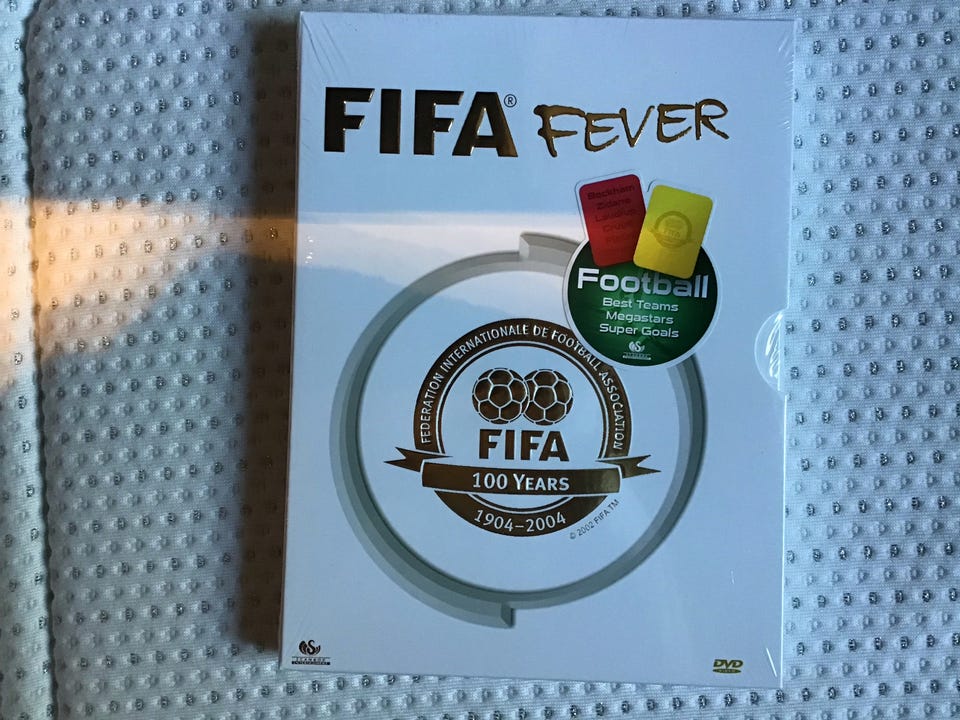 FIFA® FEVER
Beckham
Zidane
Laudrup
Cruyff
Football
Best Teams
Megastars
Super Goals
FEDERATION INTERNATIONALE DE FOOTBALL ASSOCIATION
FIFA
100 YEARS
1904–2004
© 2002 FIFA TM
DVD